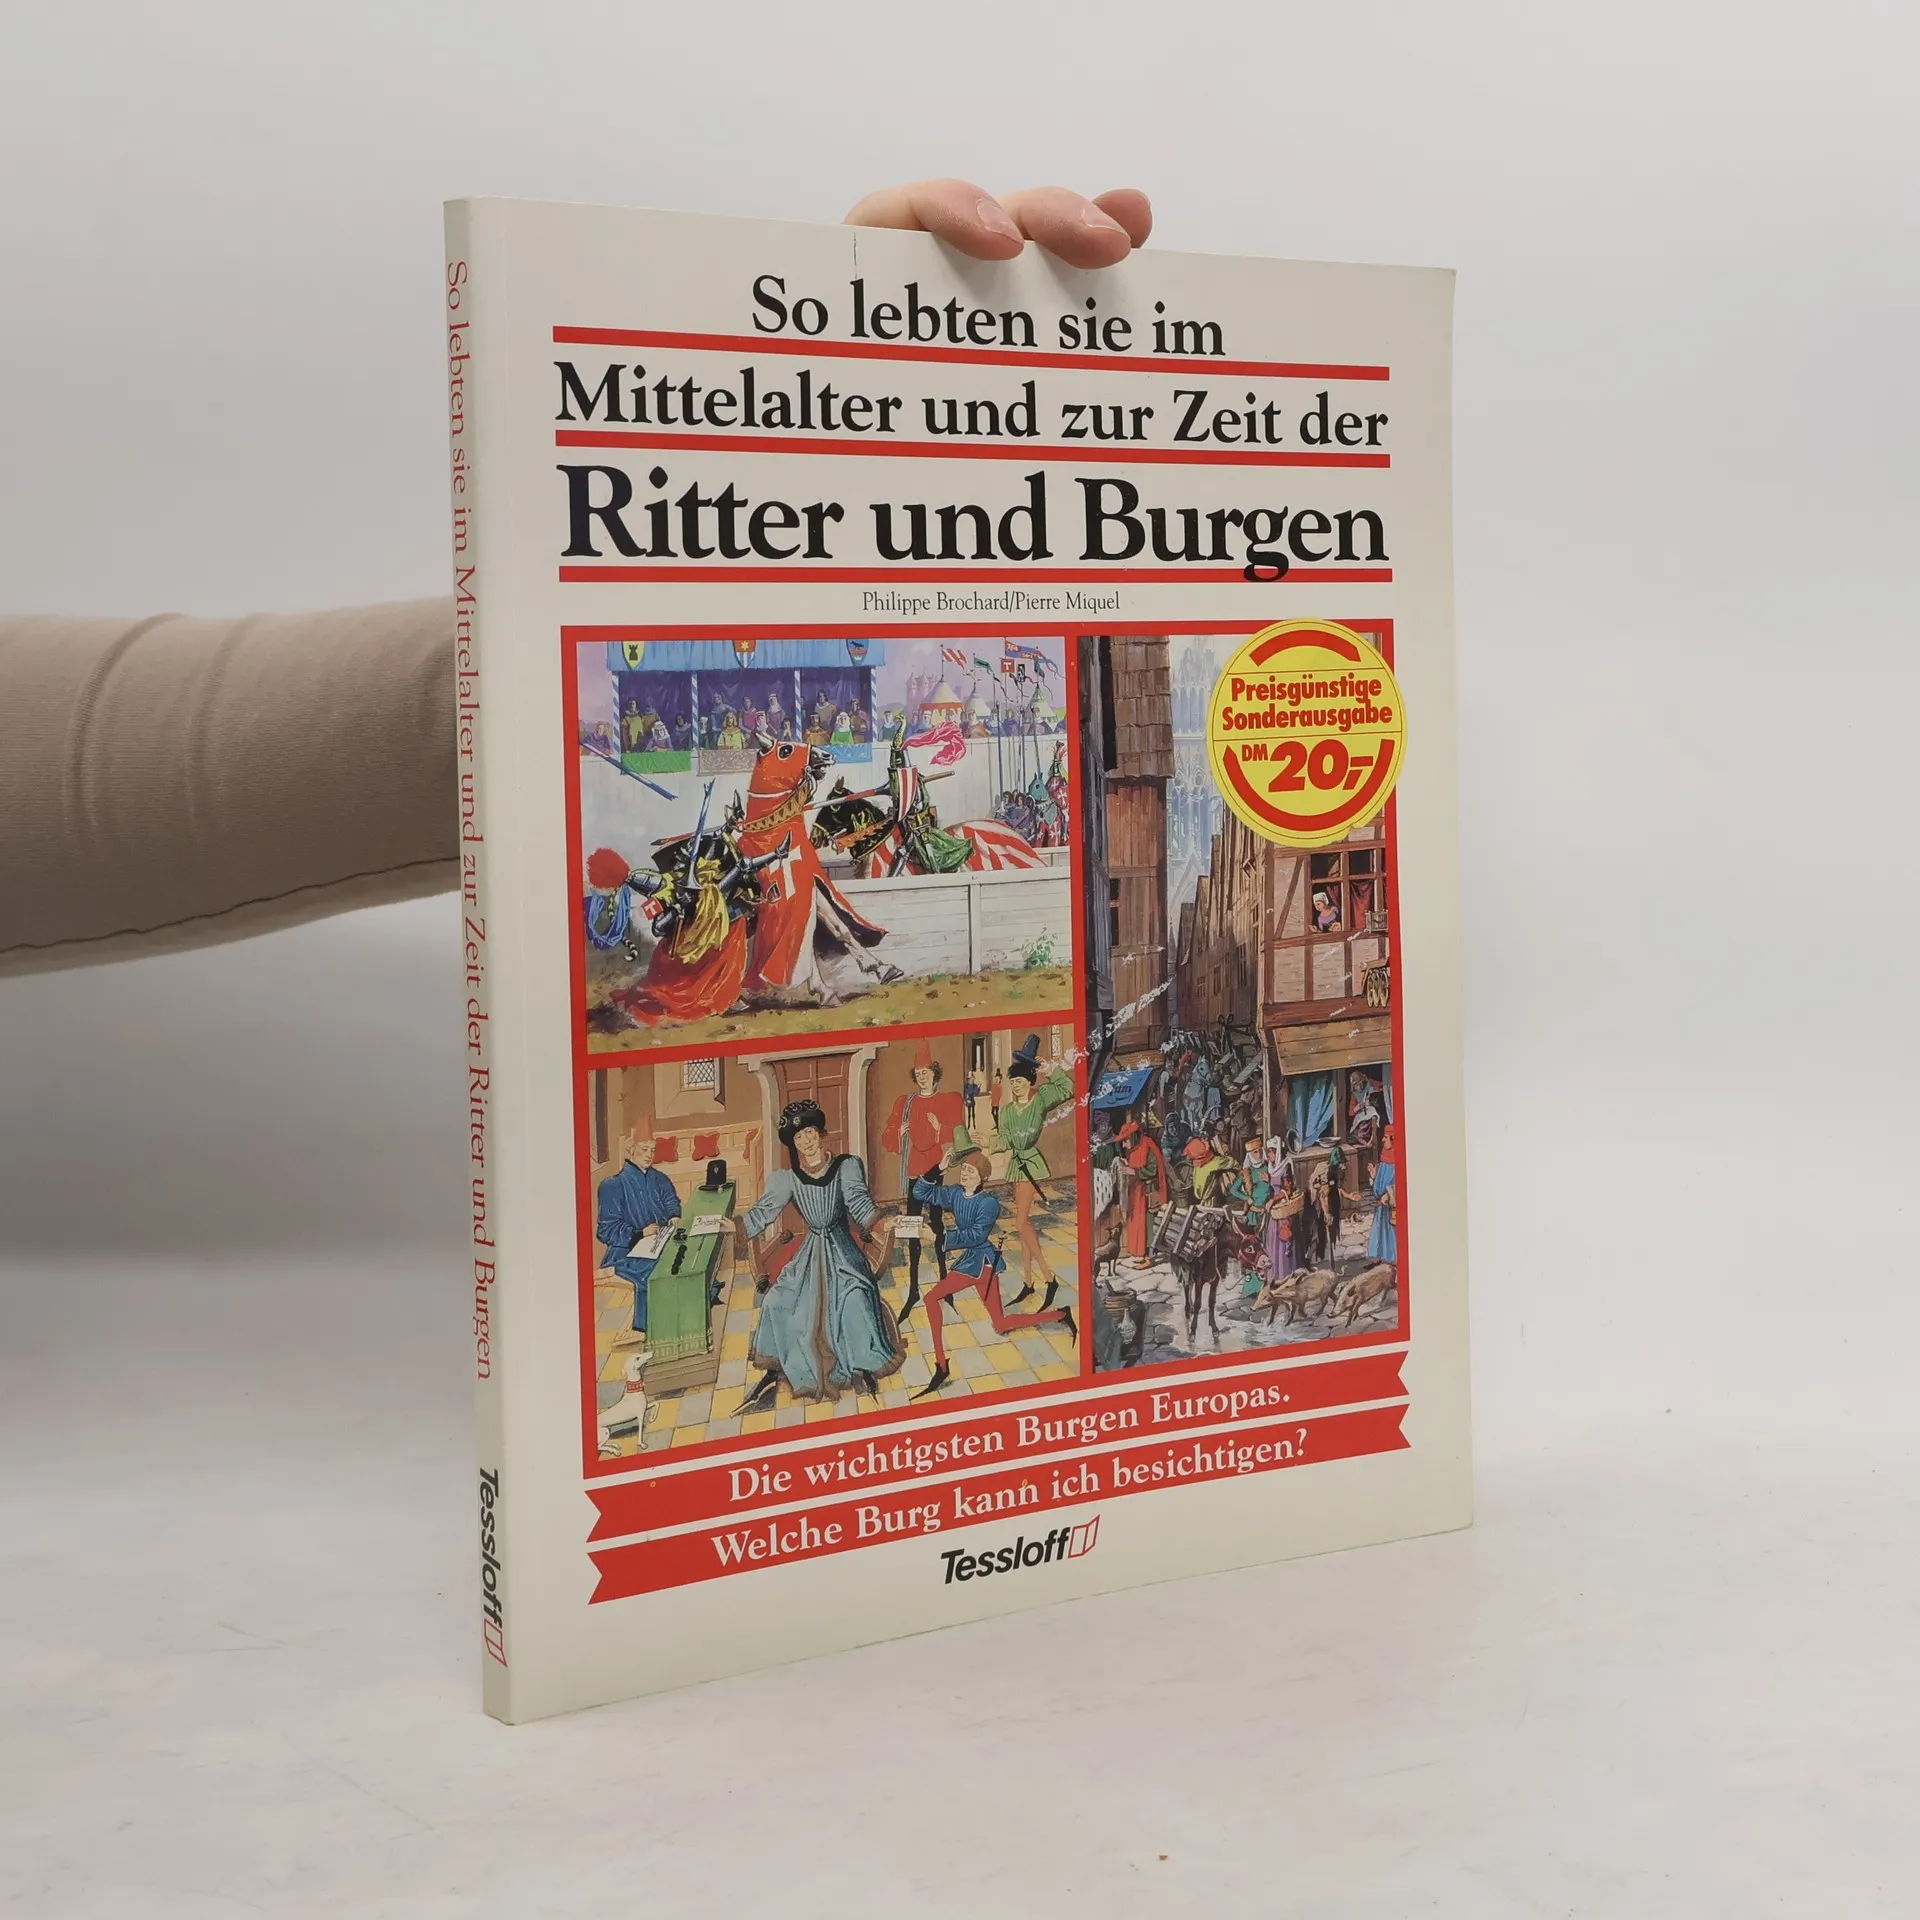 So lebten sie im
Mittelalter und zur Zeit der
Ritter und Burgen
Philippe Brochard/Pierre Miquel
Preisgünstige
Sonderausgabe
DM 20,-
Die wichtigsten Burgen Europas.
Welche Burg kann ich besichtigen?
Tessloff
So lebten sie im Mittelalter und zur Zeit der Ritter und Burgen
Tessloff